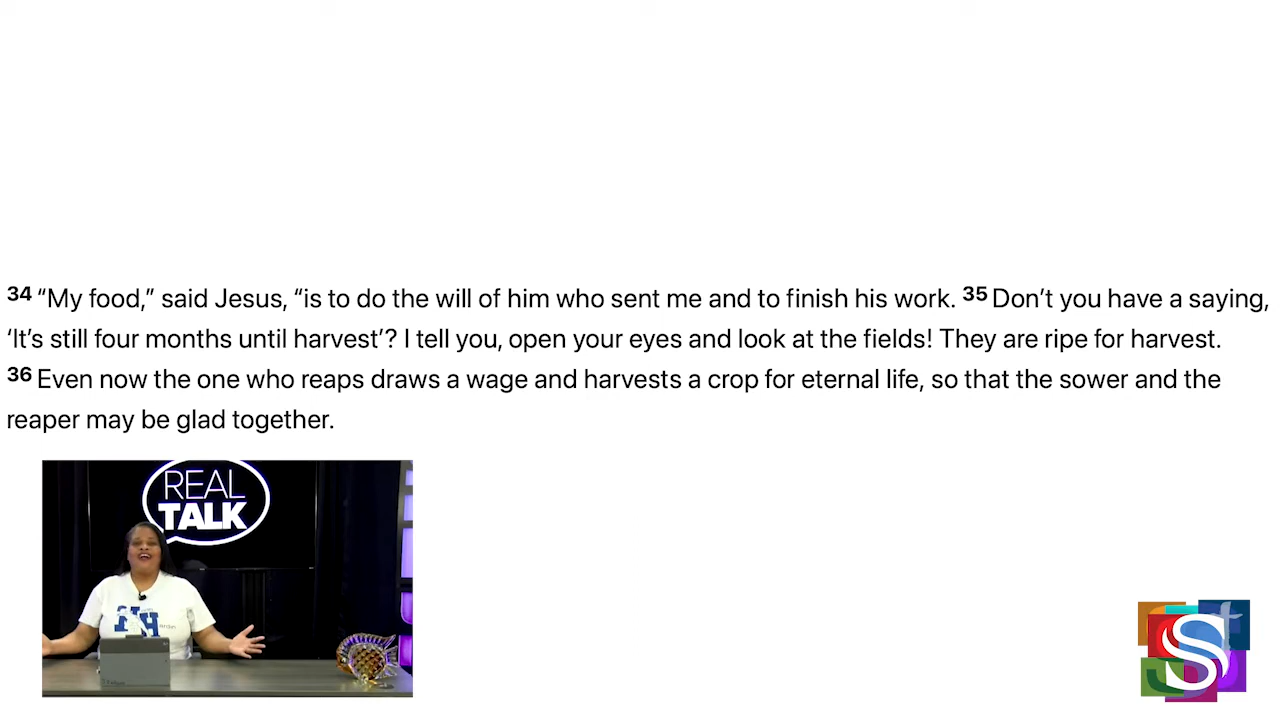 34 “My food,” said Jesus, “is to do the will of him who sent me and to finish his work. 35 Don’t you have a saying,
‘It’s still four months until harvest’? I tell you, open your eyes and look at the fields! They are ripe for harvest.
36 Even now the one who reaps draws a wage and harvests a crop for eternal life, so that the sower and the
reaper may be glad together.
REAL
TALK
NH
S